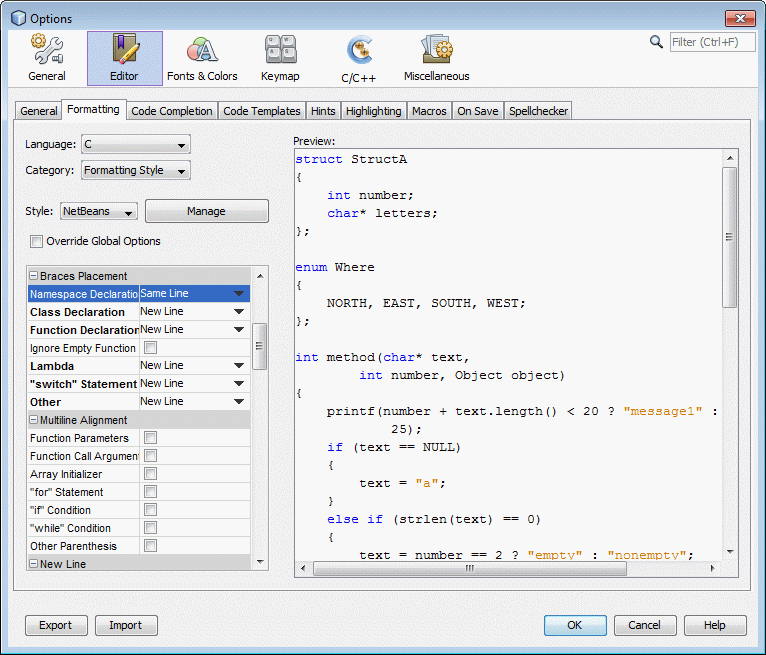 Options
General
Editor
Fonts & Colors
Keymap
C/C++
Miscellaneous
Filter (Ctrl+F)
General
Formatting
Code Completion
Code Templates
Hints
Highlighting
Macros
On Save
Spellchecker
Language: C
Category: Formatting Style
Style: NetBeans
Manage
Override Global Options
Braces Placement
Namespace Declaratio Same Line
Class Declaration New Line
Function Declaration New Line
Ignore Empty Function
Lambda New Line
"switch" Statement New Line
Other New Line
Multiline Alignment
Function Parameters
Function Call Argumen
Array Initializer
"for" Statement
"if" Condition
"while" Condition
Other Parenthesis
New Line
Preview:
struct StructA
{
int number;
char* letters;
};
enum Where
{
NORTH, EAST, SOUTH, WEST;
};
int method(char* text,
int number, Object object)
{
printf(number + text.length() < 20 ? "message1" :
25);
if (text == NULL)
{
text = "a";
}
else if (strlen(text) == 0)
{
text = number == 2 ? "empty" : "nonempty";
Export
Import
OK
Cancel
Help